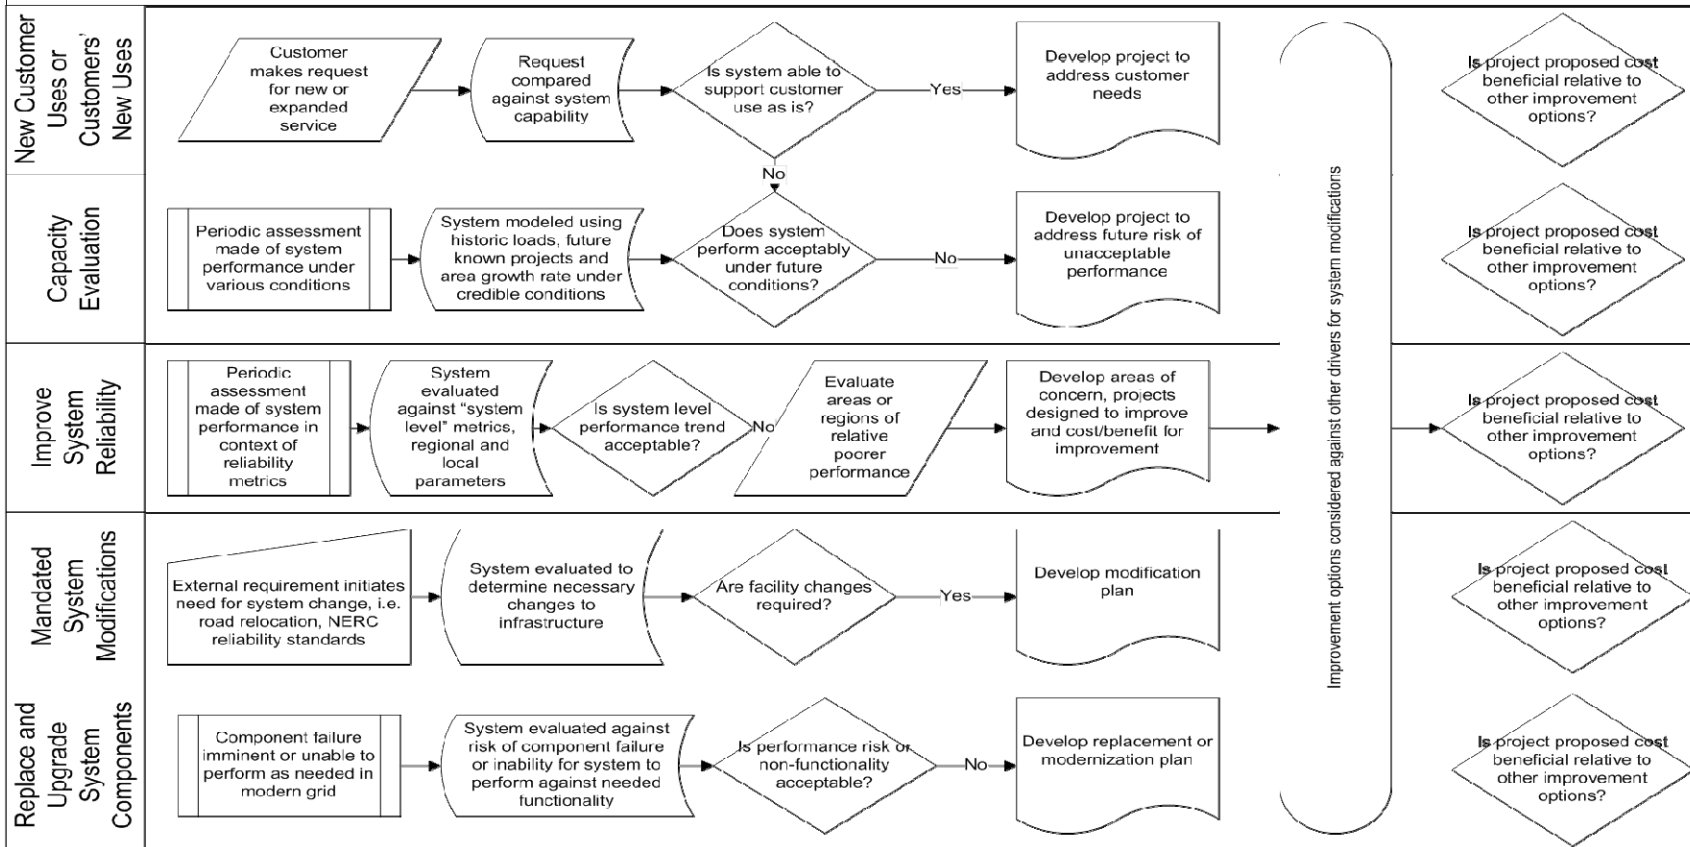 New Customer
Uses or
Customers'
New Uses
Customer
makes request
for new or
expanded
service
Request
compared
against system
capability
Is system able to
support customer
use as is?
Yes
No
Develop project to
address customer
needs
Is project proposed cost
beneficial relative to
other improvement
options?
Capacity
Evaluation
Periodic assessment
made of system
performance under
various conditions
System modeled using
historic loads, future
known projects and
area growth rate under
credible conditions
Does system
perform acceptably
under future
conditions?
No
Develop project to
address future risk of
unacceptable
performance
Is project proposed cost
beneficial relative to
other improvement
options?
Improve
System
Reliability
Periodic
assessment
made of system
performance in
context of
reliability
metrics
System
evaluated
against “system
level” metrics,
regional and
local
parameters
Is system level
performance trend
acceptable?
No
Evaluate
areas or
regions of
relative
poorer
performance
Develop areas of
concern, projects
designed to improve
and cost/benefit for
improvement
Improvement options considered against other drivers for system modifications
Is project proposed cost
beneficial relative to
other improvement
options?
Mandated
System
Modifications
External requirement initiates
need for system change, i.e.
road relocation, NERC
reliability standards
System evaluated to
determine necessary
changes to
infrastructure
Are facility changes
required?
Yes
Develop modification
plan
Is project proposed cost
beneficial relative to
other improvement
options?
Replace and
Upgrade
System
Components
Component failure
imminent or unable to
perform as needed in
modern grid
System evaluated against
risk of component failure
or inability for system to
perform against needed
functionality
Is performance risk or
non-functionality
acceptable?
No
Develop replacement or
modernization plan
Is project proposed cost
beneficial relative to
other improvement
options?